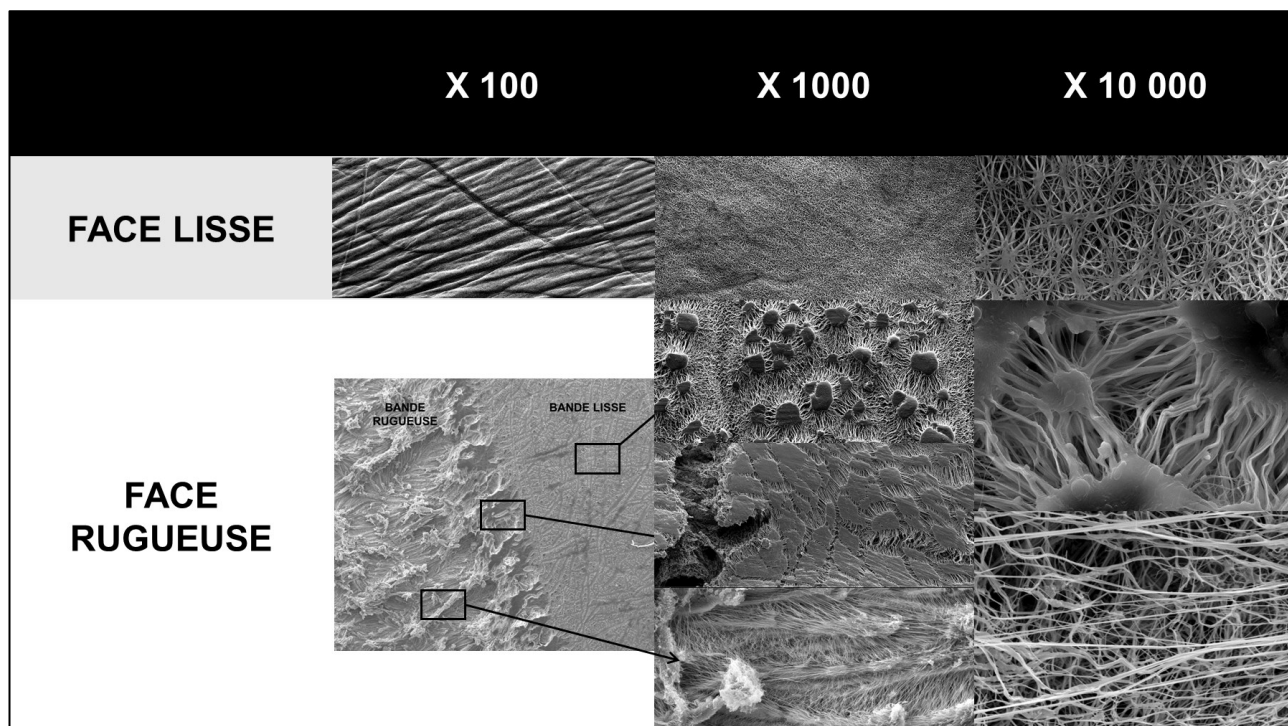 X 100
X 1000
X 10 000
FACE LISSE
BANDE
RUGUEUSE
BANDE LISSE
FACE
RUGUEUSE